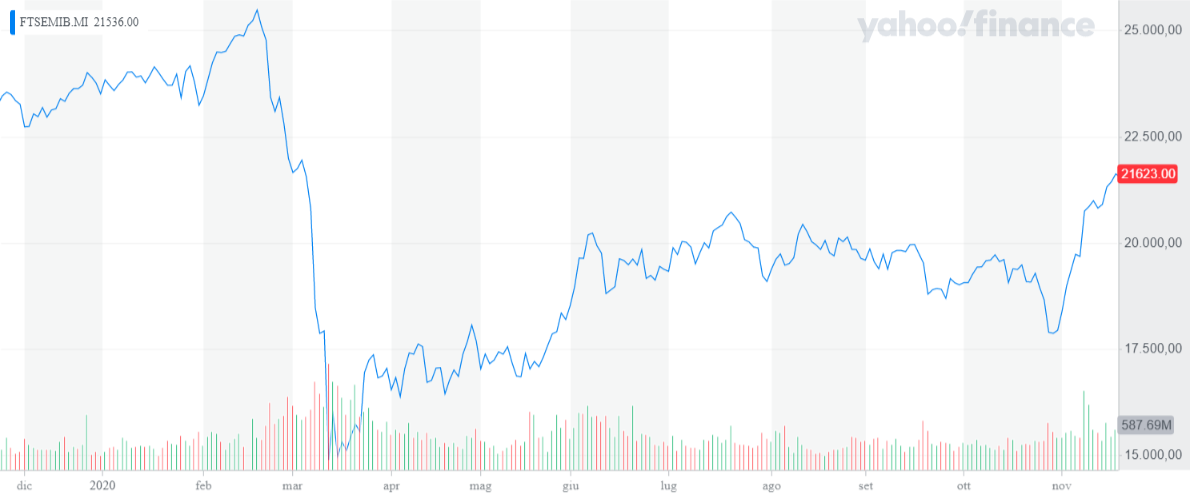 FTSEMIB.MI 21536.00
yahoo!finance
25.000,00
22.500,00
21623.00
20.000,00
17.500,00
587.69M
15.000,00
dic 2020 feb mar apr mag giu lug ago set ott nov